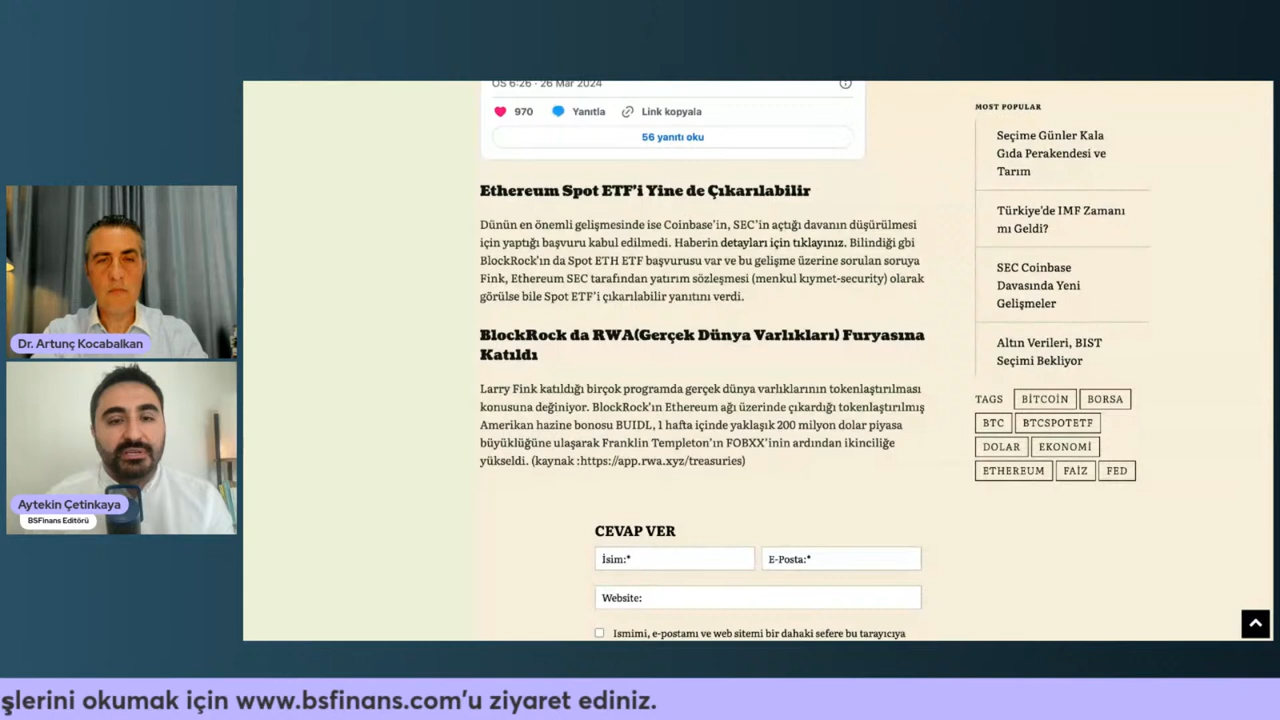 ÖS 6:26 · 26 Mar 2024
970 Yanıtla Link kopyala
56 yanıtı oku
Ethereum Spot ETF'i Yine de Çıkarılabilir
Dünün en önemli gelişmesinde ise Coinbase'in, SEC'in açtığı davanın düşürülmesi
için yaptığı başvuru kabul edilmedi. Haberin detayları için tıklayınız. Bilindiği gbi
BlockRock'ın da Spot ETH ETF başvurusu var ve bu gelişme üzerine sorulan soruya
Fink, Ethereum SEC tarafından yatırım sözleşmesi (menkul kıymet-security) olarak
görülse bile Spot ETF'i çıkarılabilir yanıtını verdi.
BlockRock da RWA(Gerçek Dünya Varlıkları) Furyasına
Katıldı
Larry Fink katıldığı birçok programda gerçek dünya varlıklarının tokenlaştırılması
konusuna değiniyor. BlockRock'ın Ethereum ağı üzerinde çıkardığı tokenlaştırılmış
Amerikan hazine bonosu BUIDL, 1 hafta içinde yaklaşık 200 milyon dolar piyasa
büyüklüğüne ulaşarak Franklin Templeton'ın FOBXX'inin ardından ikinciliğe
yükseldi. (kaynak :https://app.rwa.xyz/treasuries)
CEVAP VER
İsim:* E-Posta:*
Website:
Ismimi, e-postamı ve web sitemi bir dahaki sefere bu tarayıcıya
MOST POPULAR
Seçime Günler Kala
Gıda Perakendesi ve
Tarım
Türkiye'de IMF Zamanı
mı Geldi?
SEC Coinbase
Davasında Yeni
Gelişmeler
Altın Verileri, BIST
Seçimi Bekliyor
TAGS BİTCOİN BORSA
BTC BTCSPOTETF
DOLAR EKONOMİ
ETHEREUM FAİZ FED
Dr. Artunç Kocabalkan
Aytekin Çetinkaya
BSFinans Editörü
şlerini okumak için www.bsfinans.com'u ziyaret ediniz.